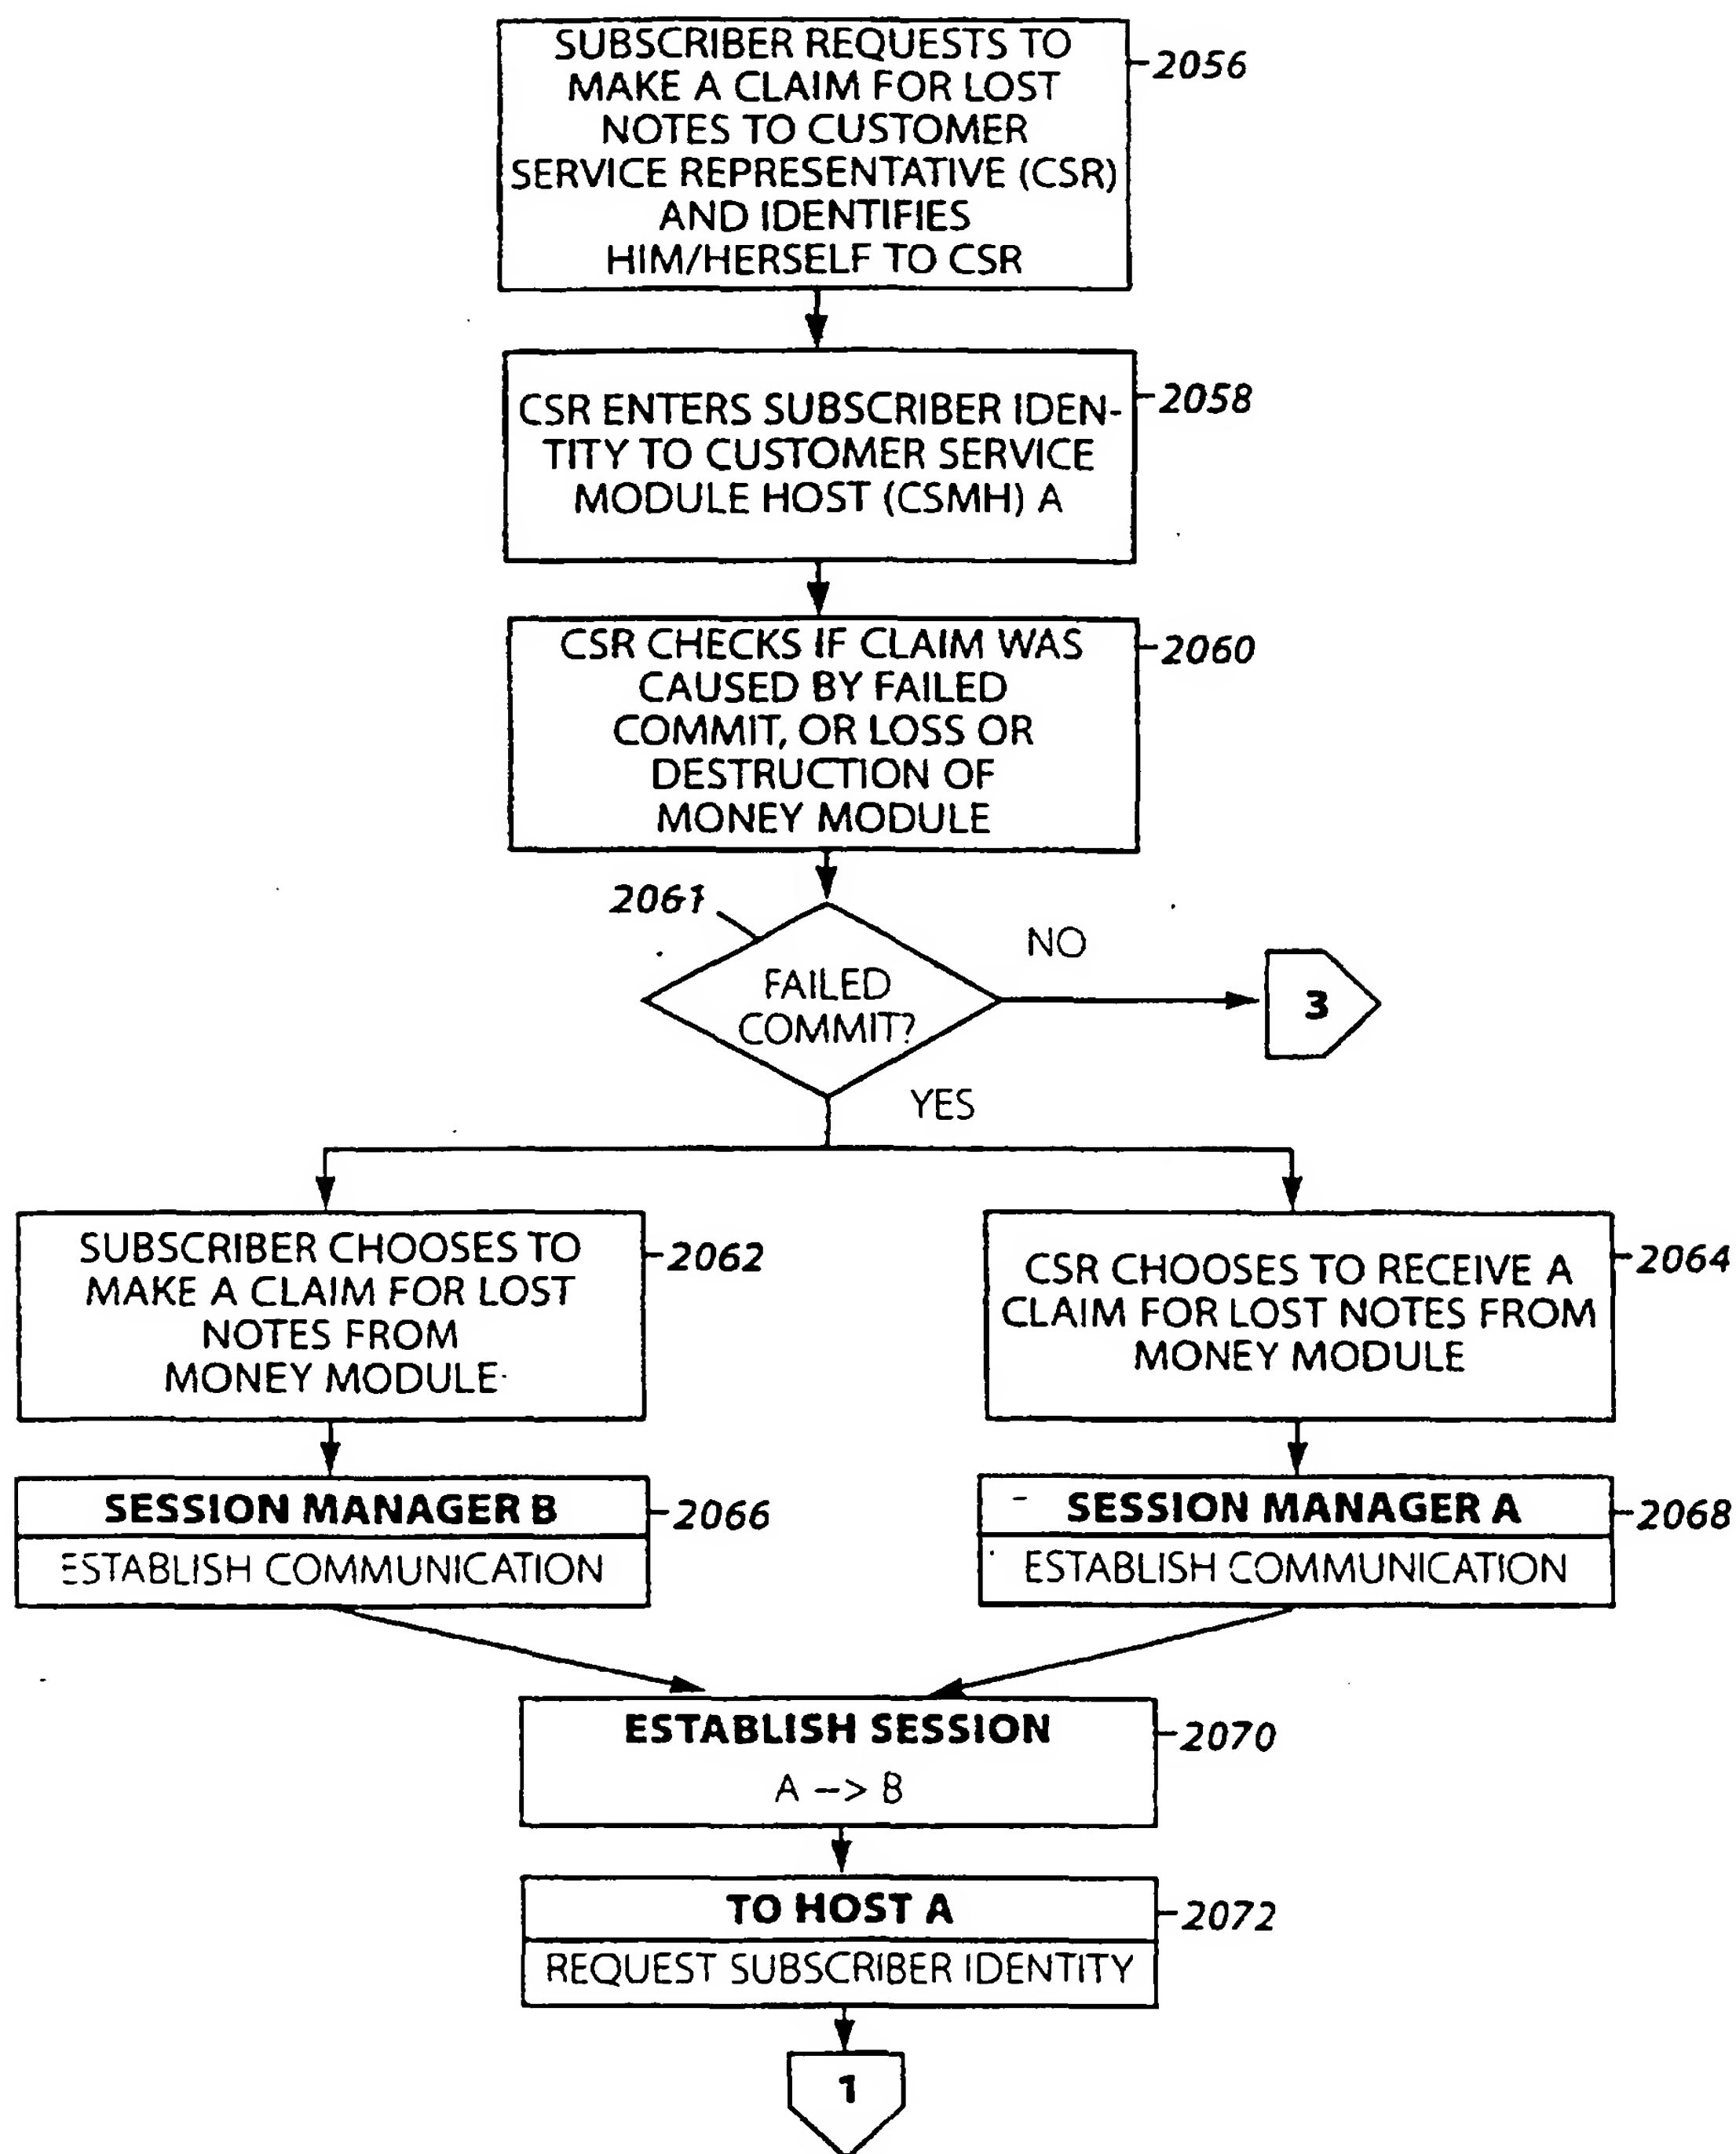 SUBSCRIBER REQUESTS TO
MAKE A CLAIM FOR LOST
NOTES TO CUSTOMER
SERVICE REPRESENTATIVE (CSR)
AND IDENTIFIES
HIM/HERSELF TO CSR
2056
CSR ENTERS SUBSCRIBER IDEN-
TITY TO CUSTOMER SERVICE
MODULE HOST (CSMH) A
2058
CSR CHECKS IF CLAIM WAS
CAUSED BY FAILED
COMMIT, OR LOSS OR
DESTRUCTION OF
MONEY MODULE
2060
2061
FAILED
COMMIT?
NO
3
YES
SUBSCRIBER CHOOSES TO
MAKE A CLAIM FOR LOST
NOTES FROM
MONEY MODULE
2062
CSR CHOOSES TO RECEIVE A
CLAIM FOR LOST NOTES FROM
MONEY MODULE
2064
SESSION MANAGER B
ESTABLISH COMMUNICATION
2066
SESSION MANAGER A
ESTABLISH COMMUNICATION
2068
ESTABLISH SESSION
A --> B
2070
TO HOST A
REQUEST SUBSCRIBER IDENTITY
2072
1